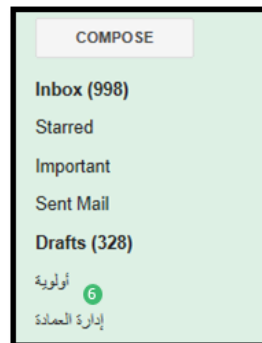 COMPOSE
Inbox (998)
Starred
Important
Sent Mail
Drafts (328)
أولوية
6
إدارة العمادة